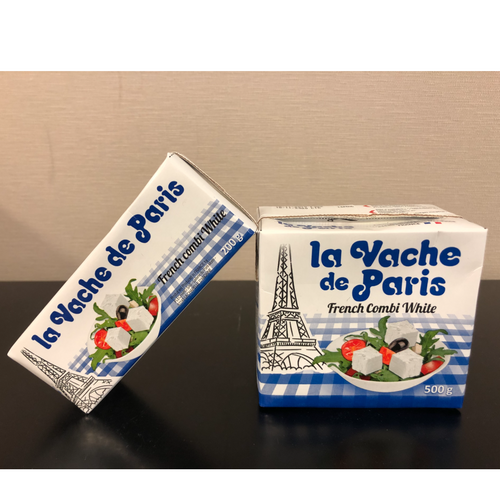 la Vache de Paris
French Combi White
200 g
la Vache
de Paris
French Combi White
500 g